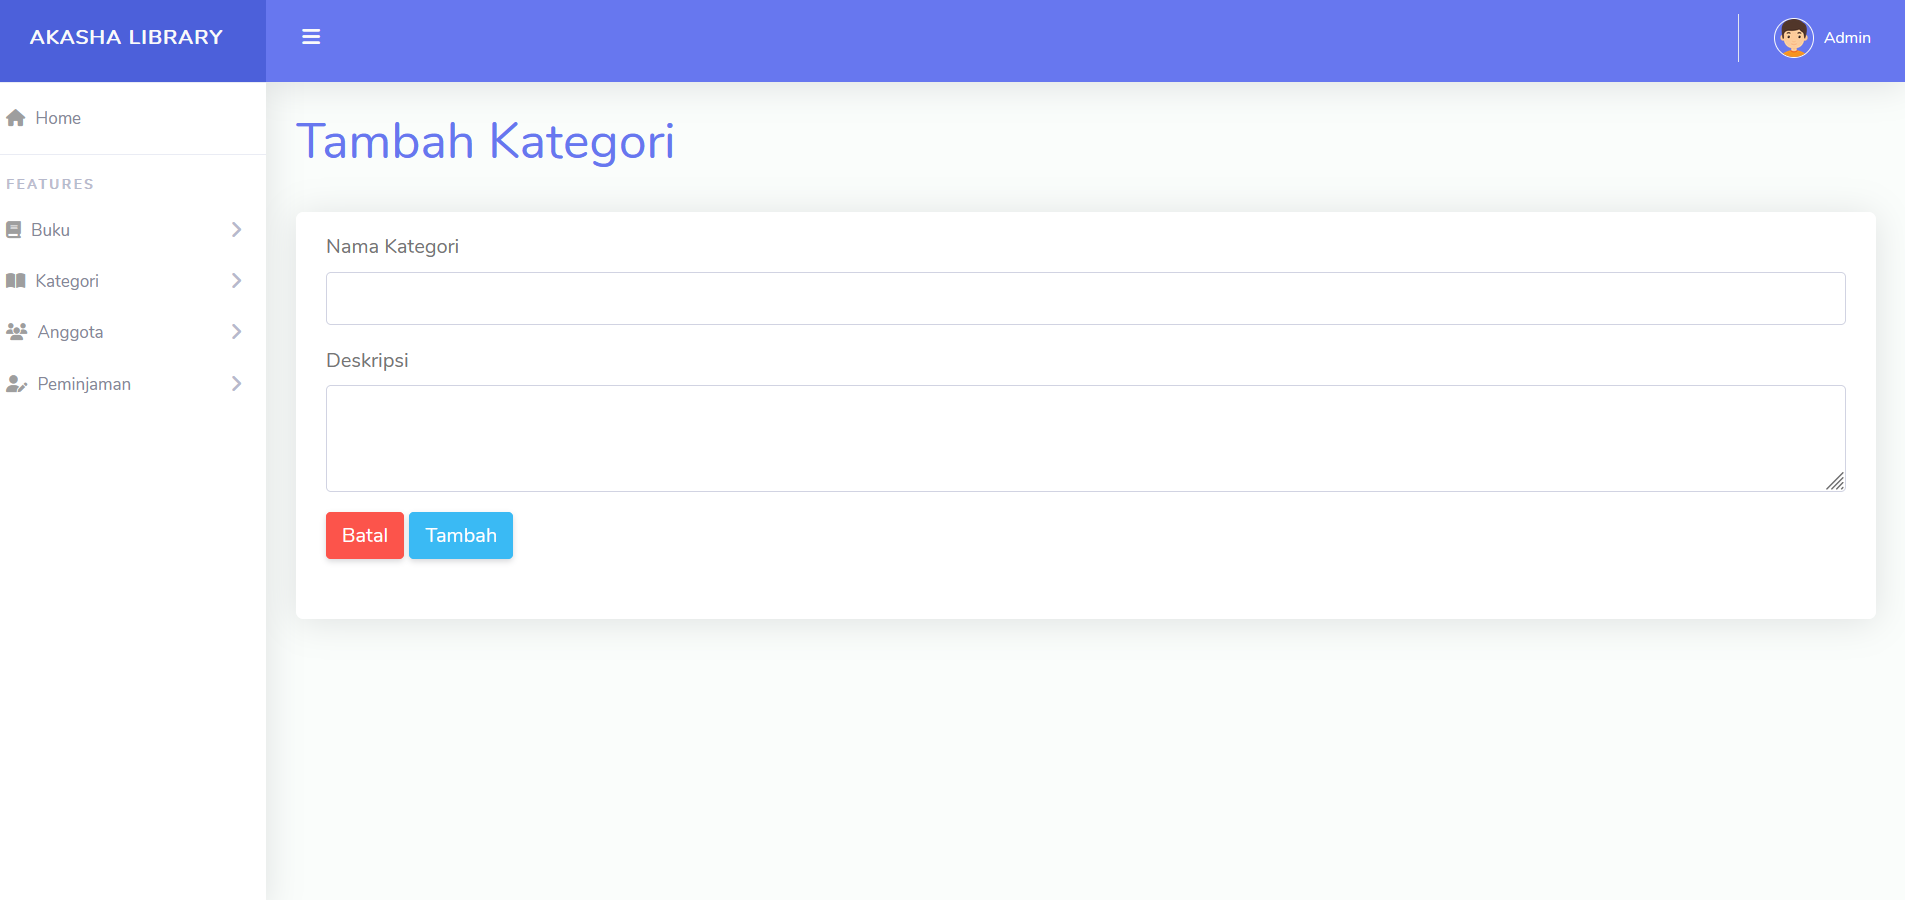 AKASHA LIBRARY
Admin
Home
FEATURES
Buku
Kategori
Anggota
Peminjaman
Tambah Kategori
Nama Kategori
Deskripsi
Batal
Tambah